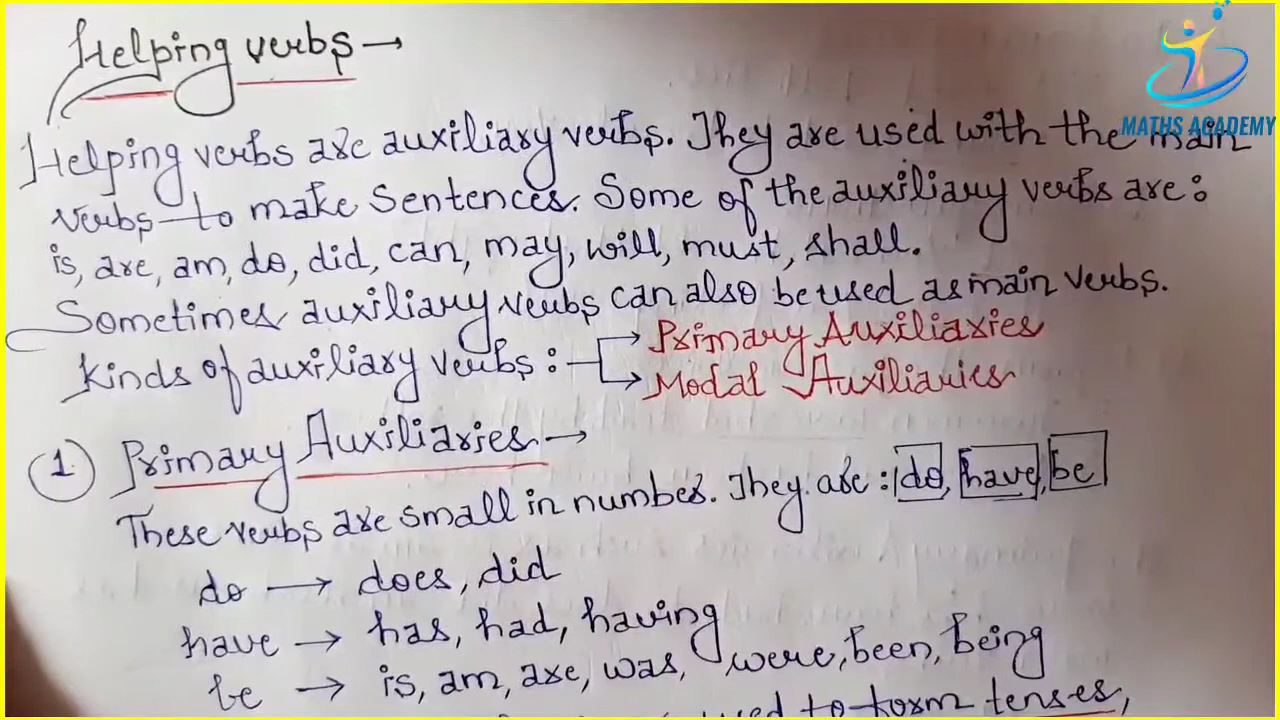 Helping verbs →
MATHS ACADEMY
Helping verbs are auxiliary verbs. They are used with the main
verbs to make Sentences. Some of the auxiliary verbs are:
is, are, am, do, did, can, may, will, must, shall.
Sometimes auxiliary verbs can also be used as main verbs.
Kinds of auxiliary verbs: → Primary Auxiliaries
→ Modal Auxiliaries
1 Primary Auxiliaries →
These verbs are small in number. They are: do, have, be
do → does, did
have → has, had, having
be → is, am, are, was, were, been, being
used to form tenses,